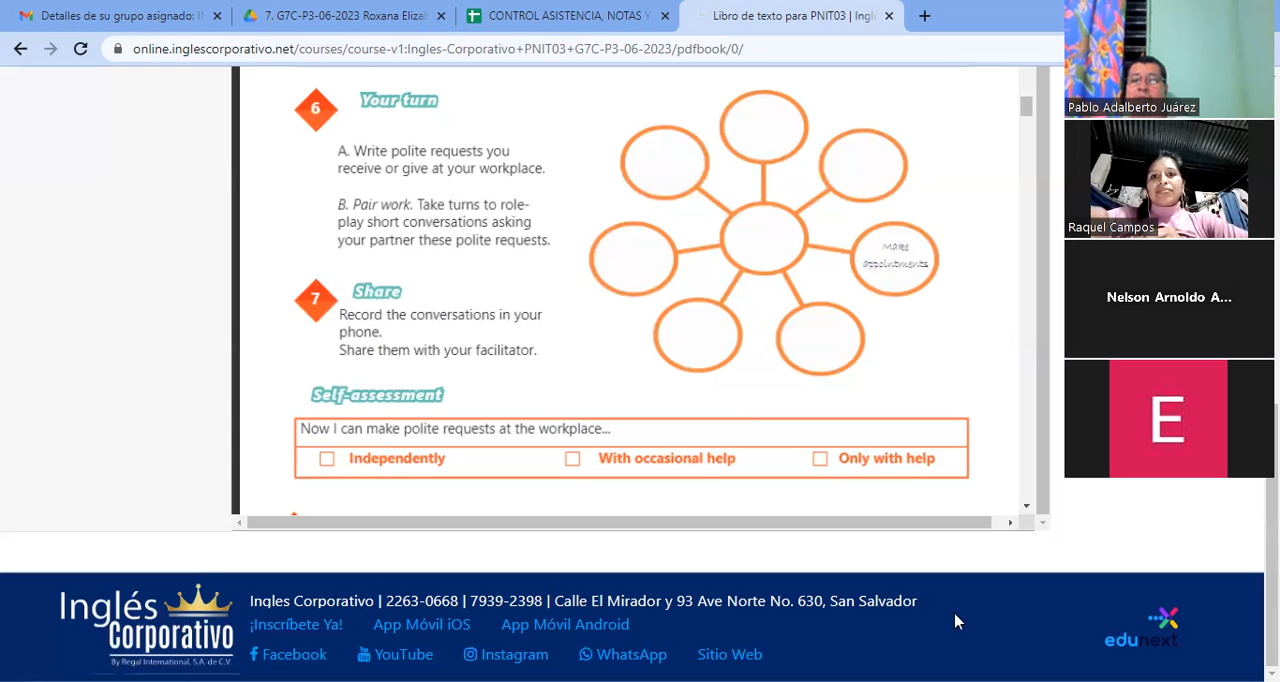 Detalles de su grupo asignado: I
7. G7C-P3-06-2023 Roxana Eliza
CONTROL ASISTENCIA, NOTAS Y
Libro de texto para PNIT03 | Ingl
online.inglescorporativo.net/courses/course-v1:Ingles-Corporativo+PNIT03+G7C-P3-06-2023/pdfbook/0/
6 Your turn
A. Write polite requests you
receive or give at your workplace.
B. Pair work. Take turns to role-
play short conversations asking
your partner these polite requests.
Make
appointments
7 Share
Record the conversations in your
phone.
Share them with your facilitator.
Self-assessment
Now I can make polite requests at the workplace...
Independently With occasional help Only with help
Pablo Adalberto Juárez
Raquel Campos
Nelson Arnoldo A...
E
Inglés
Corporativo
By Regal International, S.A. de C.V.
Ingles Corporativo | 2263-0668 | 7939-2398 | Calle El Mirador y 93 Ave Norte No. 630, San Salvador
¡Inscríbete Ya! App Móvil iOS App Móvil Android
Facebook YouTube Instagram WhatsApp Sitio Web
edunext